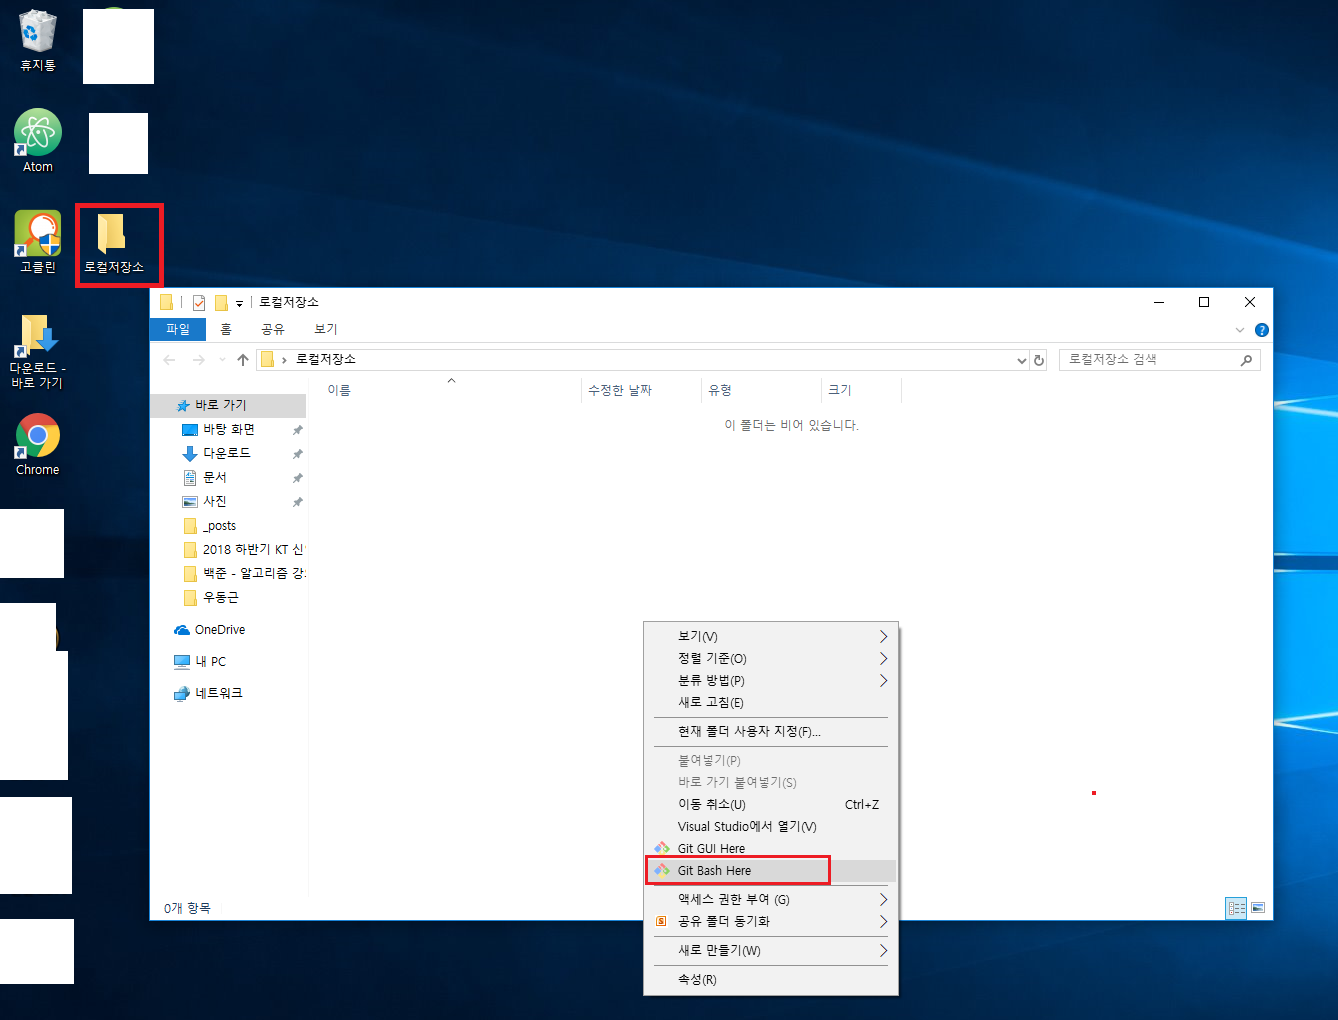 휴지통
Atom
고클린
로컬저장소
다운로드 -
바로 가기
Chrome
로컬저장소
파일
홈
공유
보기
로컬저장소
로컬저장소 검색
이름
수정한 날짜
유형
크기
이 폴더는 비어 있습니다.
바로 가기
바탕 화면
다운로드
문서
사진
_posts
2018 하반기 KT 신
백준 - 알고리즘 강
우동근
OneDrive
내 PC
네트워크
보기(V)
정렬 기준(O)
분류 방법(P)
새로 고침(E)
현재 폴더 사용자 지정(F)...
붙여넣기(P)
바로 가기 붙여넣기(S)
이동 취소(U) Ctrl+Z
Visual Studio에서 열기(V)
Git GUI Here
Git Bash Here
액세스 권한 부여 (G)
공유 폴더 동기화
새로 만들기(W)
속성(R)
0개 항목